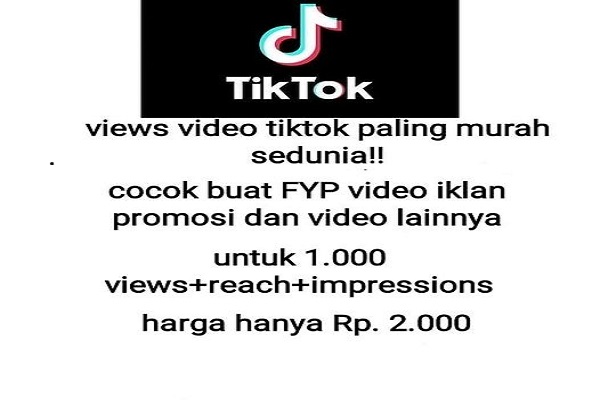 TikTok
views video tiktok paling murah
sedunia!!
cocok buat FYP video iklan
promosi dan video lainnya
untuk 1.000
views+reach+impressions
harga hanya Rp. 2.000